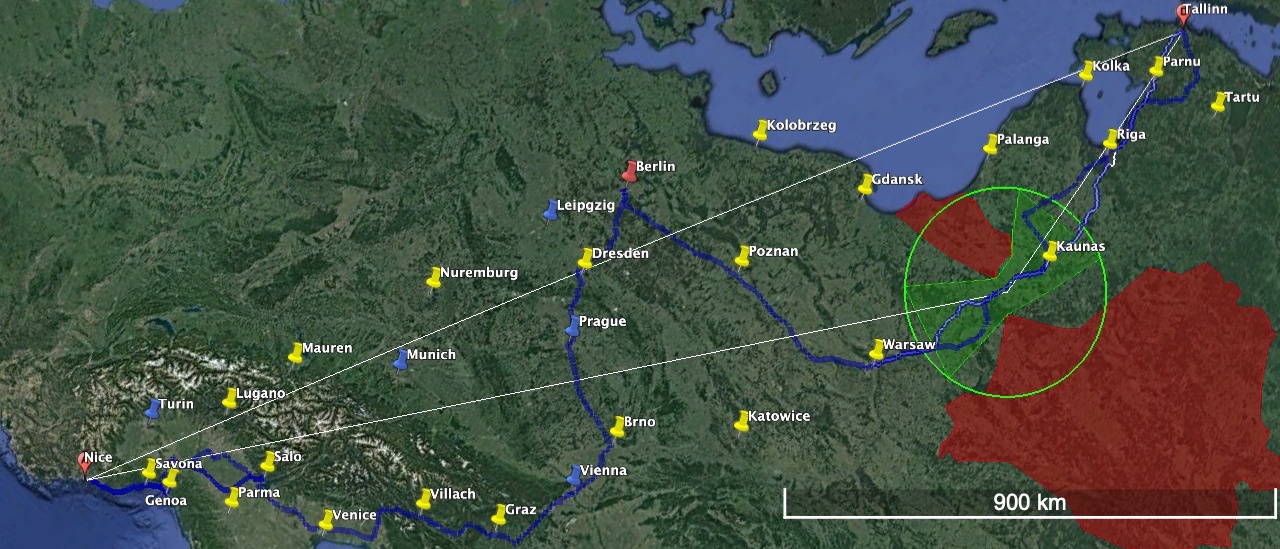 Tallinn
Kolka
Parnu
Tartu
Kolobrzeg
Riga
Palanga
Berlin
Gdansk
Leipgzig
Kaunas
Dresden
Poznan
Nuremburg
Prague
Warsaw
Mauren
Munich
Lugano
Turin
Katowice
Brno
Nice
Savona
Salo
Vienna
Genoa
Parma
Villach
900 km
Venice
Graz